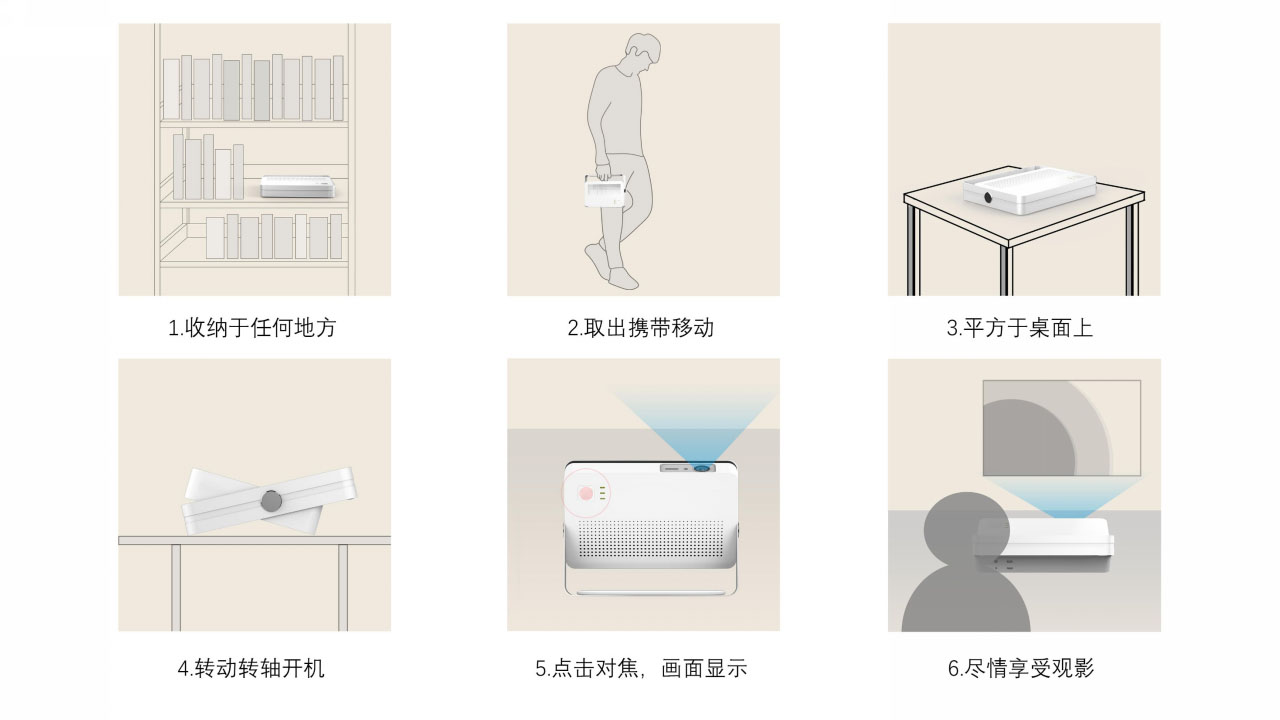 1.收纳于任何地方
2.取出携带移动
3.平方于桌面上
4.转动转轴开机
5.点击对焦，画面显示
6.尽情享受观影